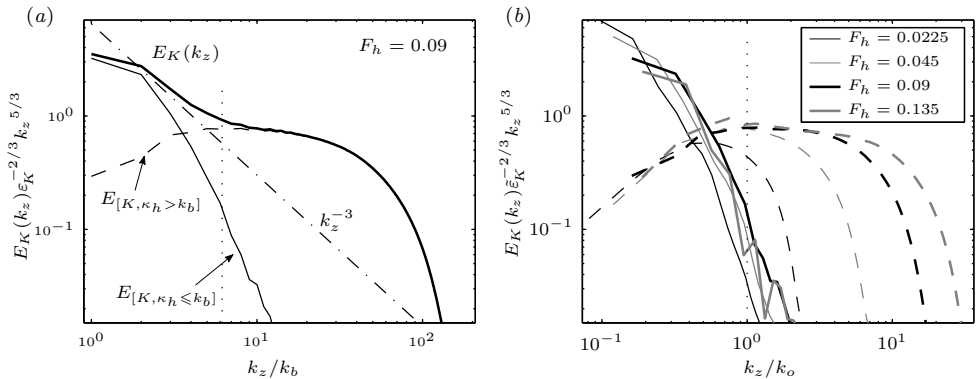 (a)
E_K(k_z)
F_h = 0.09
E_K(k_z)ε_K^{-2/3}k_z^{5/3}
10^0
10^{-1}
E_{[K,κ_h>k_b]}
E_{[K,κ_h⩽k_b]}
k_z^{-3}
10^0
10^1
10^2
k_z/k_b
(b)
F_h = 0.0225
F_h = 0.045
F_h = 0.09
F_h = 0.135
E_K(k_z)ε̃_K^{-2/3}k_z^{5/3}
10^0
10^{-1}
10^{-1}
10^0
10^1
k_z/k_o